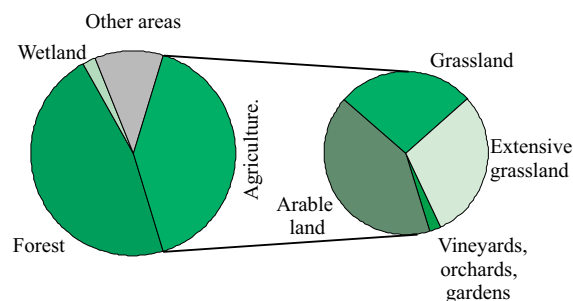 Other areas
Wetland
Forest
Agriculture.
Grassland
Extensive
grassland
Arable
land
Vineyards,
orchards,
gardens